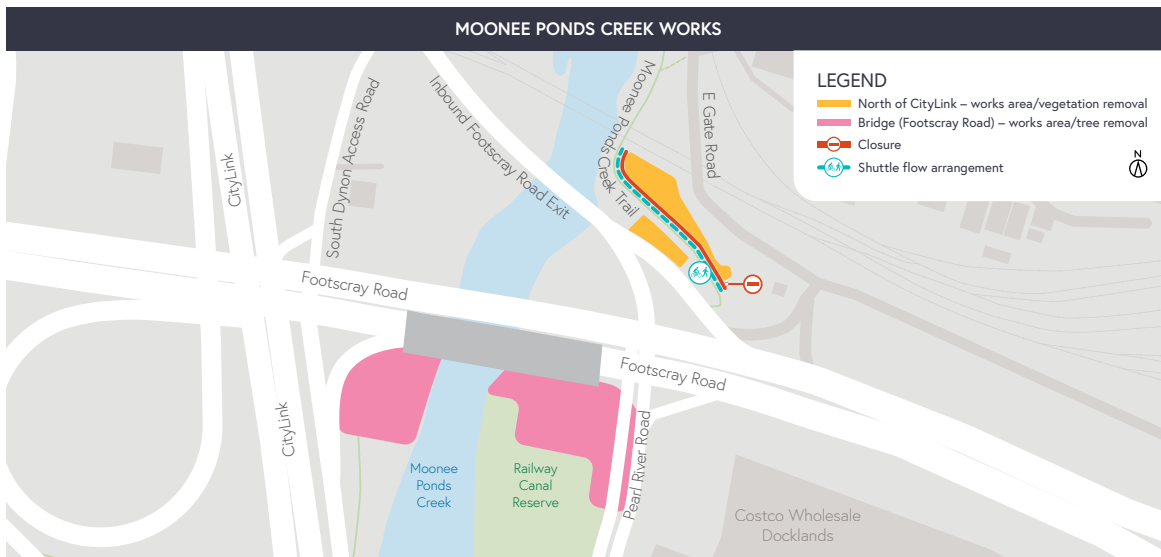 MOONEE PONDS CREEK WORKS
LEGEND
North of CityLink – works area/vegetation removal
Bridge (Footscray Road) – works area/tree removal
Closure
Shuttle flow arrangement
N
CityLink
South Dynon Access Road
Inbound Footscray Road Exit
Moonee Ponds
Creek Trail
E Gate Road
Footscray Road
Footscray Road
CityLink
Moonee
Ponds
Creek
Railway
Canal
Reserve
Pearl River Road
Costco Wholesale
Docklands